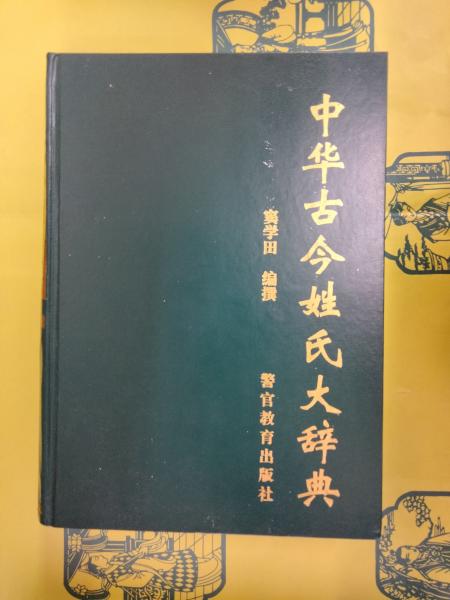 中华古今姓氏大辞典
窦学田 编撰
警官教育出版社